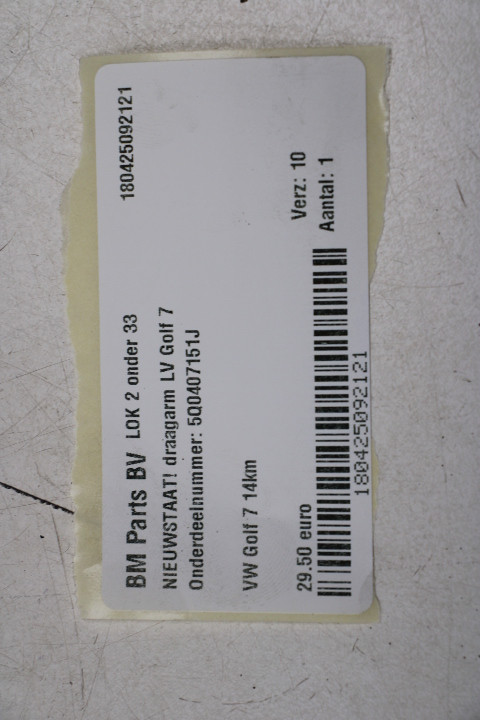 BM Parts BV LOK 2 onder 33 180425092121
NIEUWSTAAT! draagarm LV Golf 7
Onderdeelnummer: 5Q0407151J
VW Golf 7 14km
29.50 euro Verz: 10
Aantal: 1
180425092121